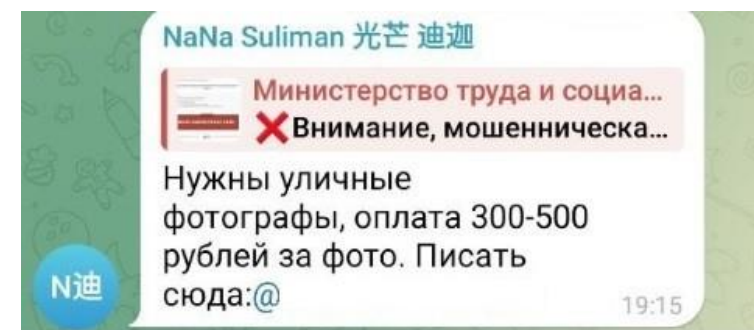 NaNa Suliman 光芒 迪迦
Министерство труда и социа...
❌Внимание, мошенническа...
Нужны уличные
фотографы, оплата 300-500
рублей за фото. Писать
сюда:@
N迪
19:15